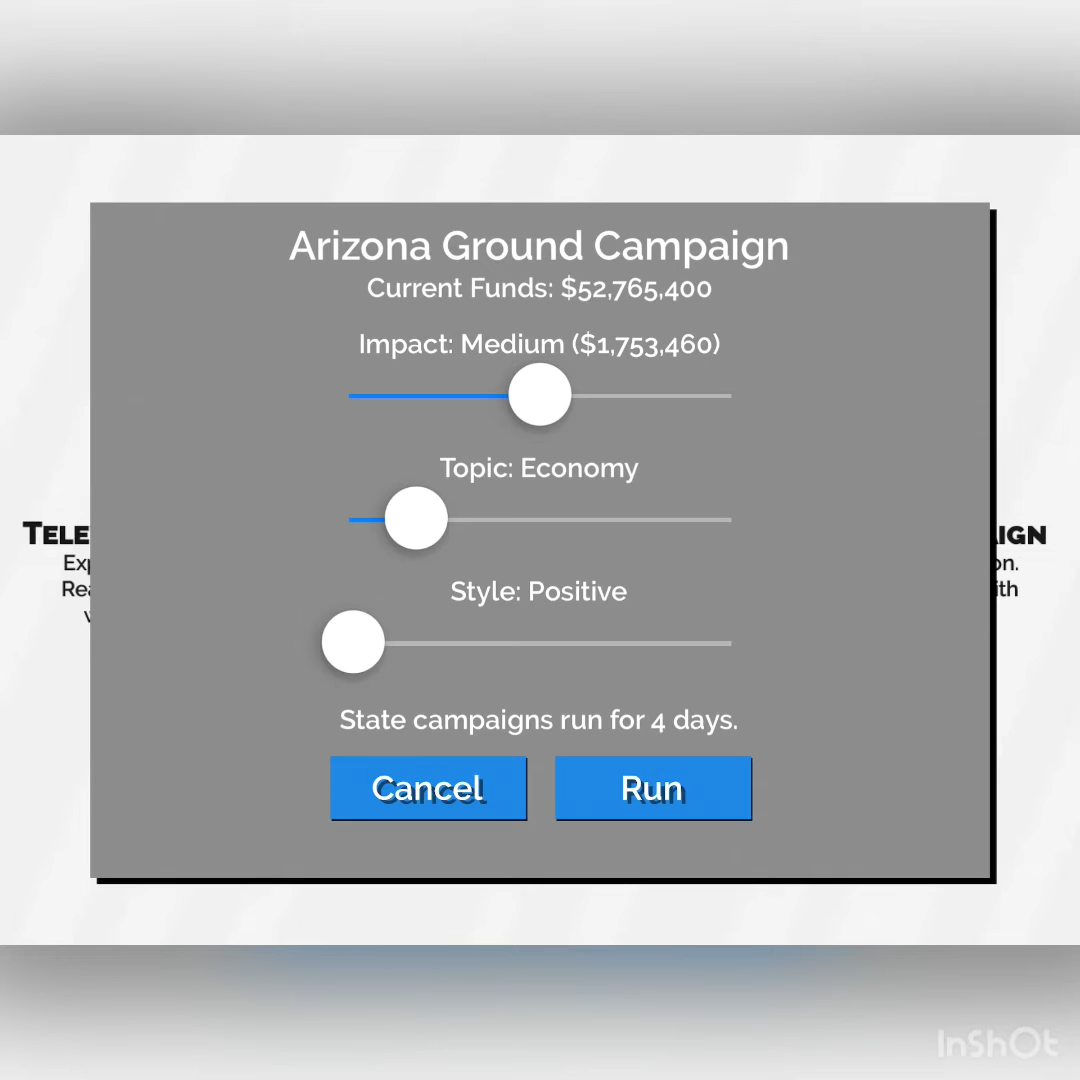 Arizona Ground Campaign
Current Funds: $52,765,400
Impact: Medium ($1,753,460)
Topic: Economy
Style: Positive
State campaigns run for 4 days.
Cancel
Run
InShOt